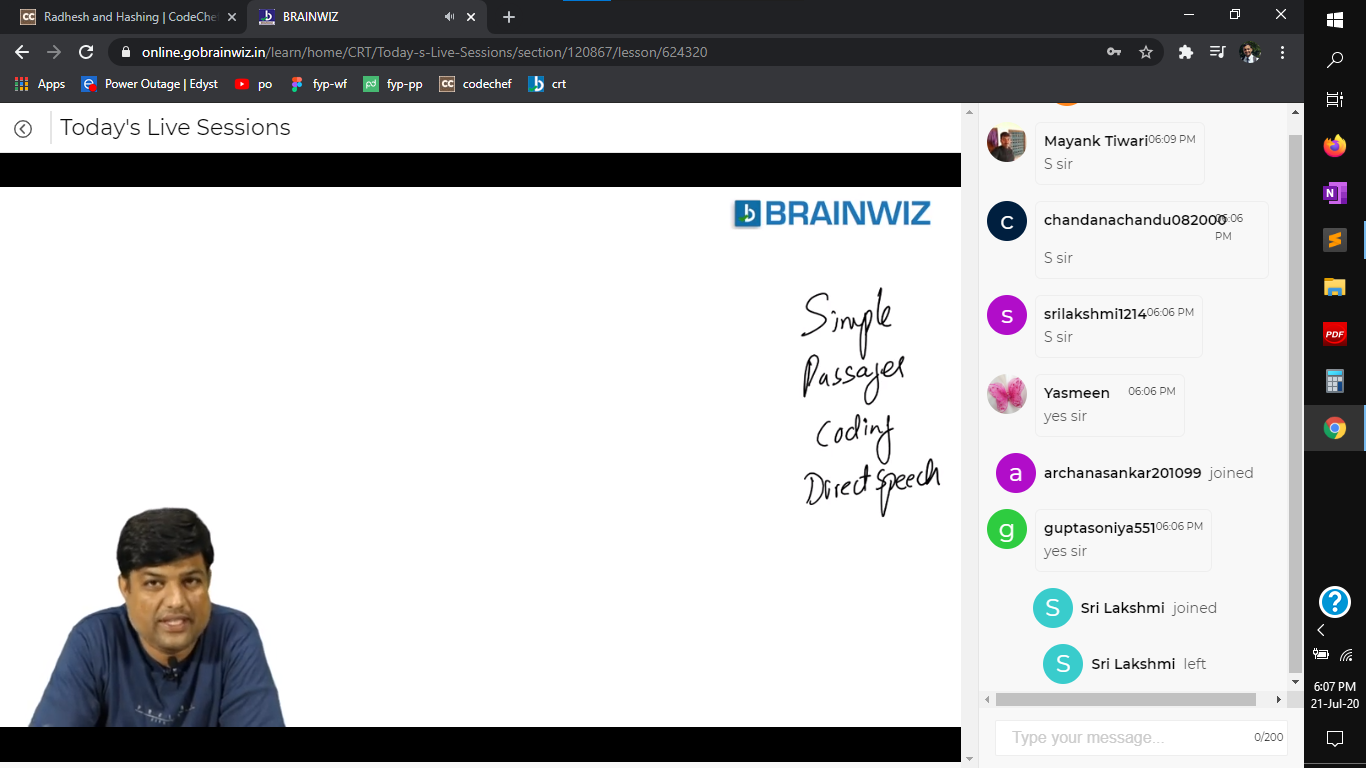 Radhesh and Hashing | CodeChe
BRAINWIZ
online.gobrainwiz.in/learn/home/CRT/Today-s-Live-Sessions/section/120867/lesson/624320
Apps
Power Outage | Edyst
po
fyp-wf
fyp-pp
codechef
crt
Today's Live Sessions
BRAINWIZ
Simple
Passages
Coding
Direct speech
Mayank Tiwari 06:09 PM
S sir
chandanachandu082000 06:06 PM
S sir
srilakshmi1214 06:06 PM
S sir
Yasmeen 06:06 PM
yes sir
archanasankar201099 joined
guptasoniya551 06:06 PM
yes sir
Sri Lakshmi joined
Sri Lakshmi left
Type your message... 0/200
6:07 PM
21-Jul-20